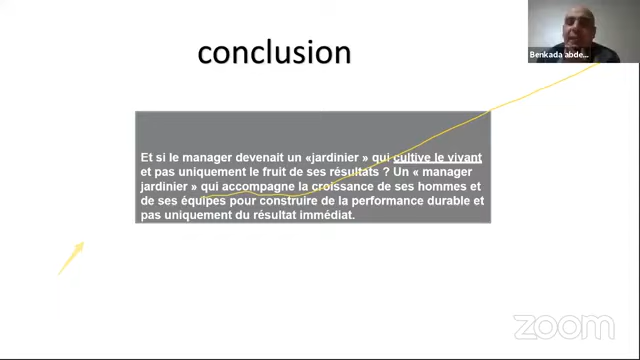 conclusion
Benkada abde...
Et si le manager devenait un «jardinier » qui cultive le vivant
et pas uniquement le fruit de ses résultats ? Un « manager
jardinier » qui accompagne la croissance de ses hommes et
de ses équipes pour construire de la performance durable et
pas uniquement du résultat immédiat.
zoom